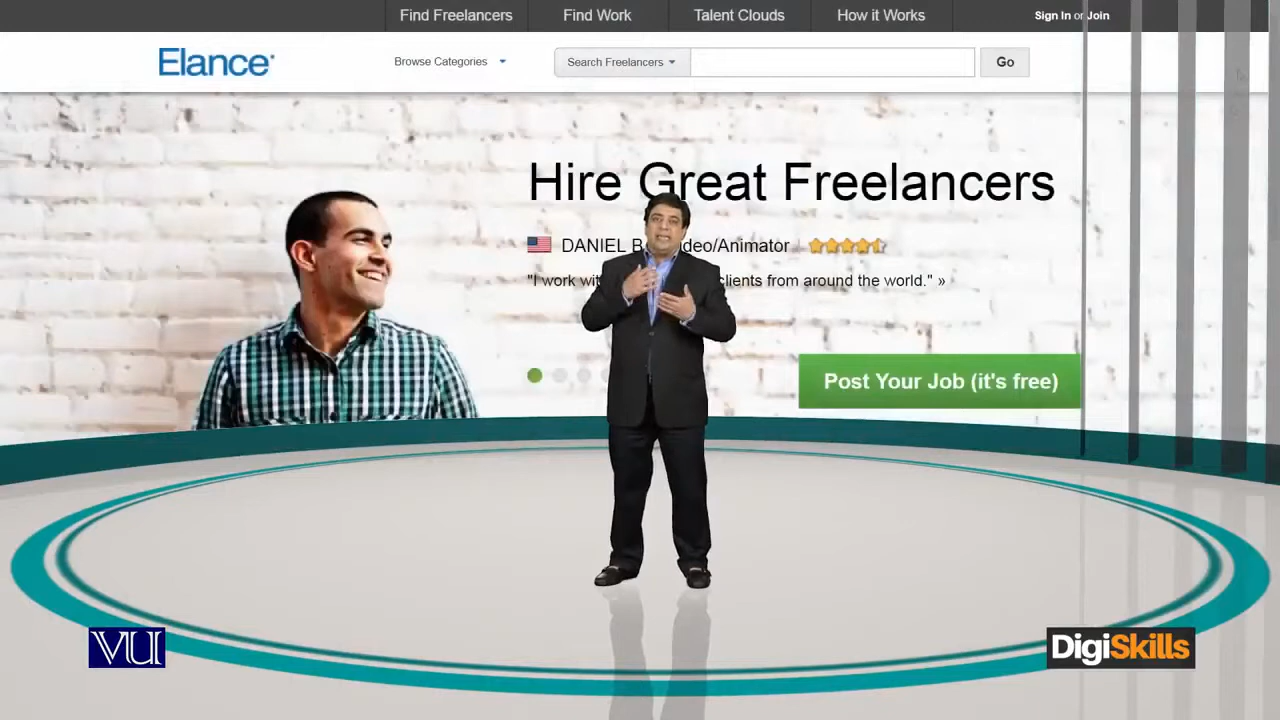 Find Freelancers Find Work Talent Clouds How it Works Sign In or Join
Elance Browse Categories Search Freelancers Go
Hire Great Freelancers
DANIEL B ideo/Animator
"I work wit clients from around the world." »
Post Your Job (it's free)
VU DigiSkills